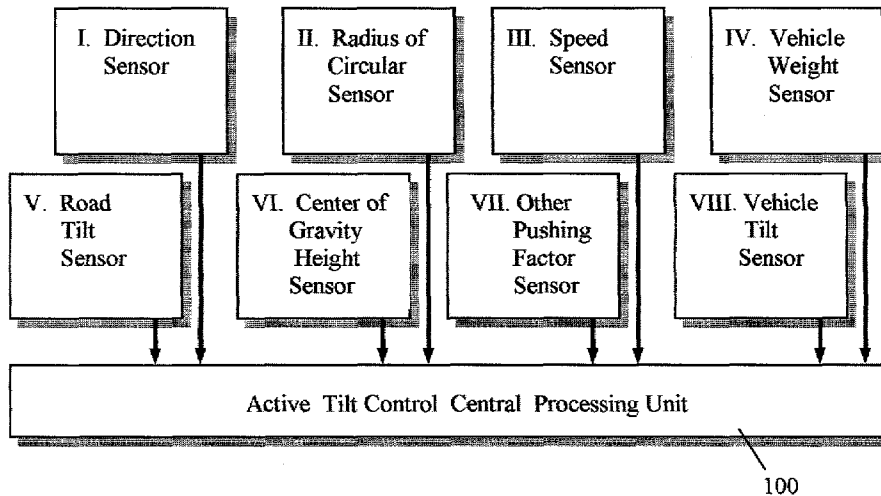 I. Direction
Sensor
II. Radius of
Circular
Sensor
III. Speed
Sensor
IV. Vehicle
Weight
Sensor
V. Road
Tilt
Sensor
VI. Center of
Gravity
Height
Sensor
VII. Other
Pushing
Factor
Sensor
VIII. Vehicle
Tilt
Sensor
Active Tilt Control Central Processing Unit
100